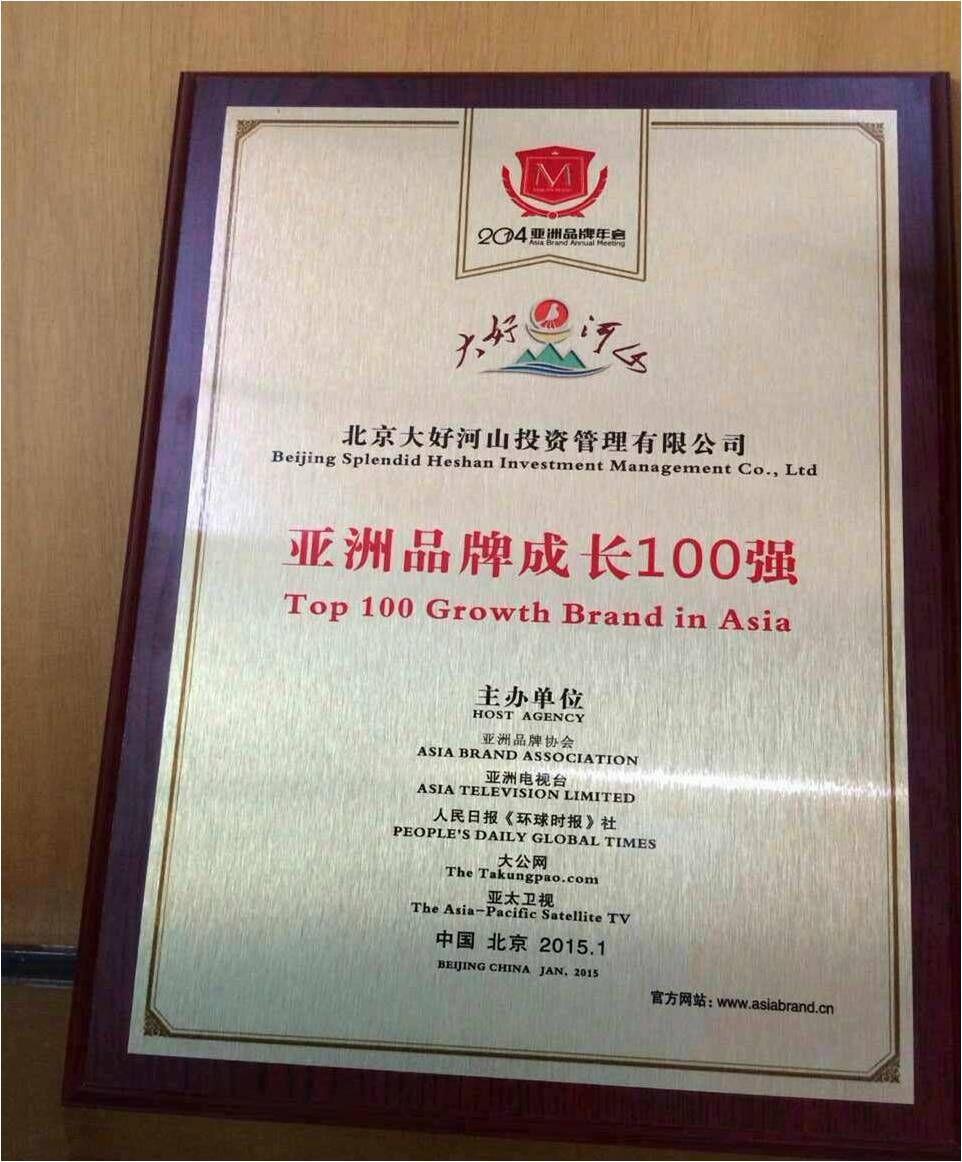 M
2014亚洲品牌年会
Asia Brand Annual Meeting
大好河山
北京大好河山投资管理有限公司
Beijing Splendid Heshan Investment Management Co., Ltd
亚洲品牌成长100强
Top 100 Growth Brand in Asia
主办单位
HOST AGENCY
亚洲品牌协会
ASIA BRAND ASSOCIATION
亚洲电视台
ASIA TELEVISION LIMITED
人民日报《环球时报》社
PEOPLE'S DAILY GLOBAL TIMES
大公网
The Takungpao.com
亚太卫视
The Asia-Pacific Satellite TV
中国 北京 2015.1
BEIJING CHINA JAN. 2015
官方网站：www.asiabrand.cn